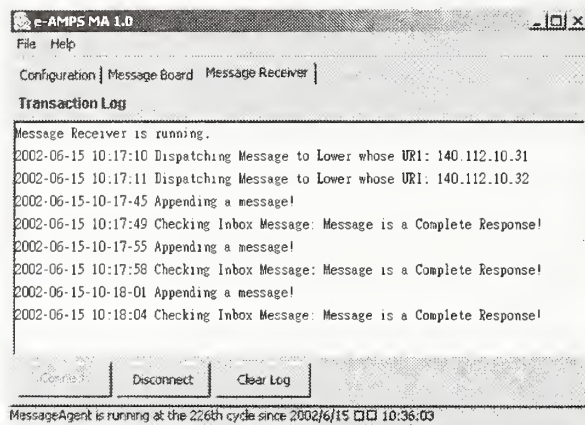 e-AMPS MA 1.0
File Help
Configuration Message Board Message Receiver
Transaction Log
Message Receiver is running.
2002-06-15 10:17:10 Dispatching Message to Lower whose URI: 140.112.10.31
2002-06-15 10:17:11 Dispatching Message to Lower whose URI: 140.112.10.32
2002-06-15-10-17-45 Appending a message!
2002-06-15 10:17:49 Checking Inbox Message: Message is a Complete Response!
2002-06-15-10-17-55 Appending a message!
2002-06-15 10:17:58 Checking Inbox Message: Message is a Complete Response!
2002-06-15-10-18-01 Appending a message!
2002-06-15 10:18:04 Checking Inbox Message: Message is a Complete Response!
Connect Disconnect Clear Log
MessageAgent is running at the 226th cycle since 2002/6/15 □□ 10:36:03